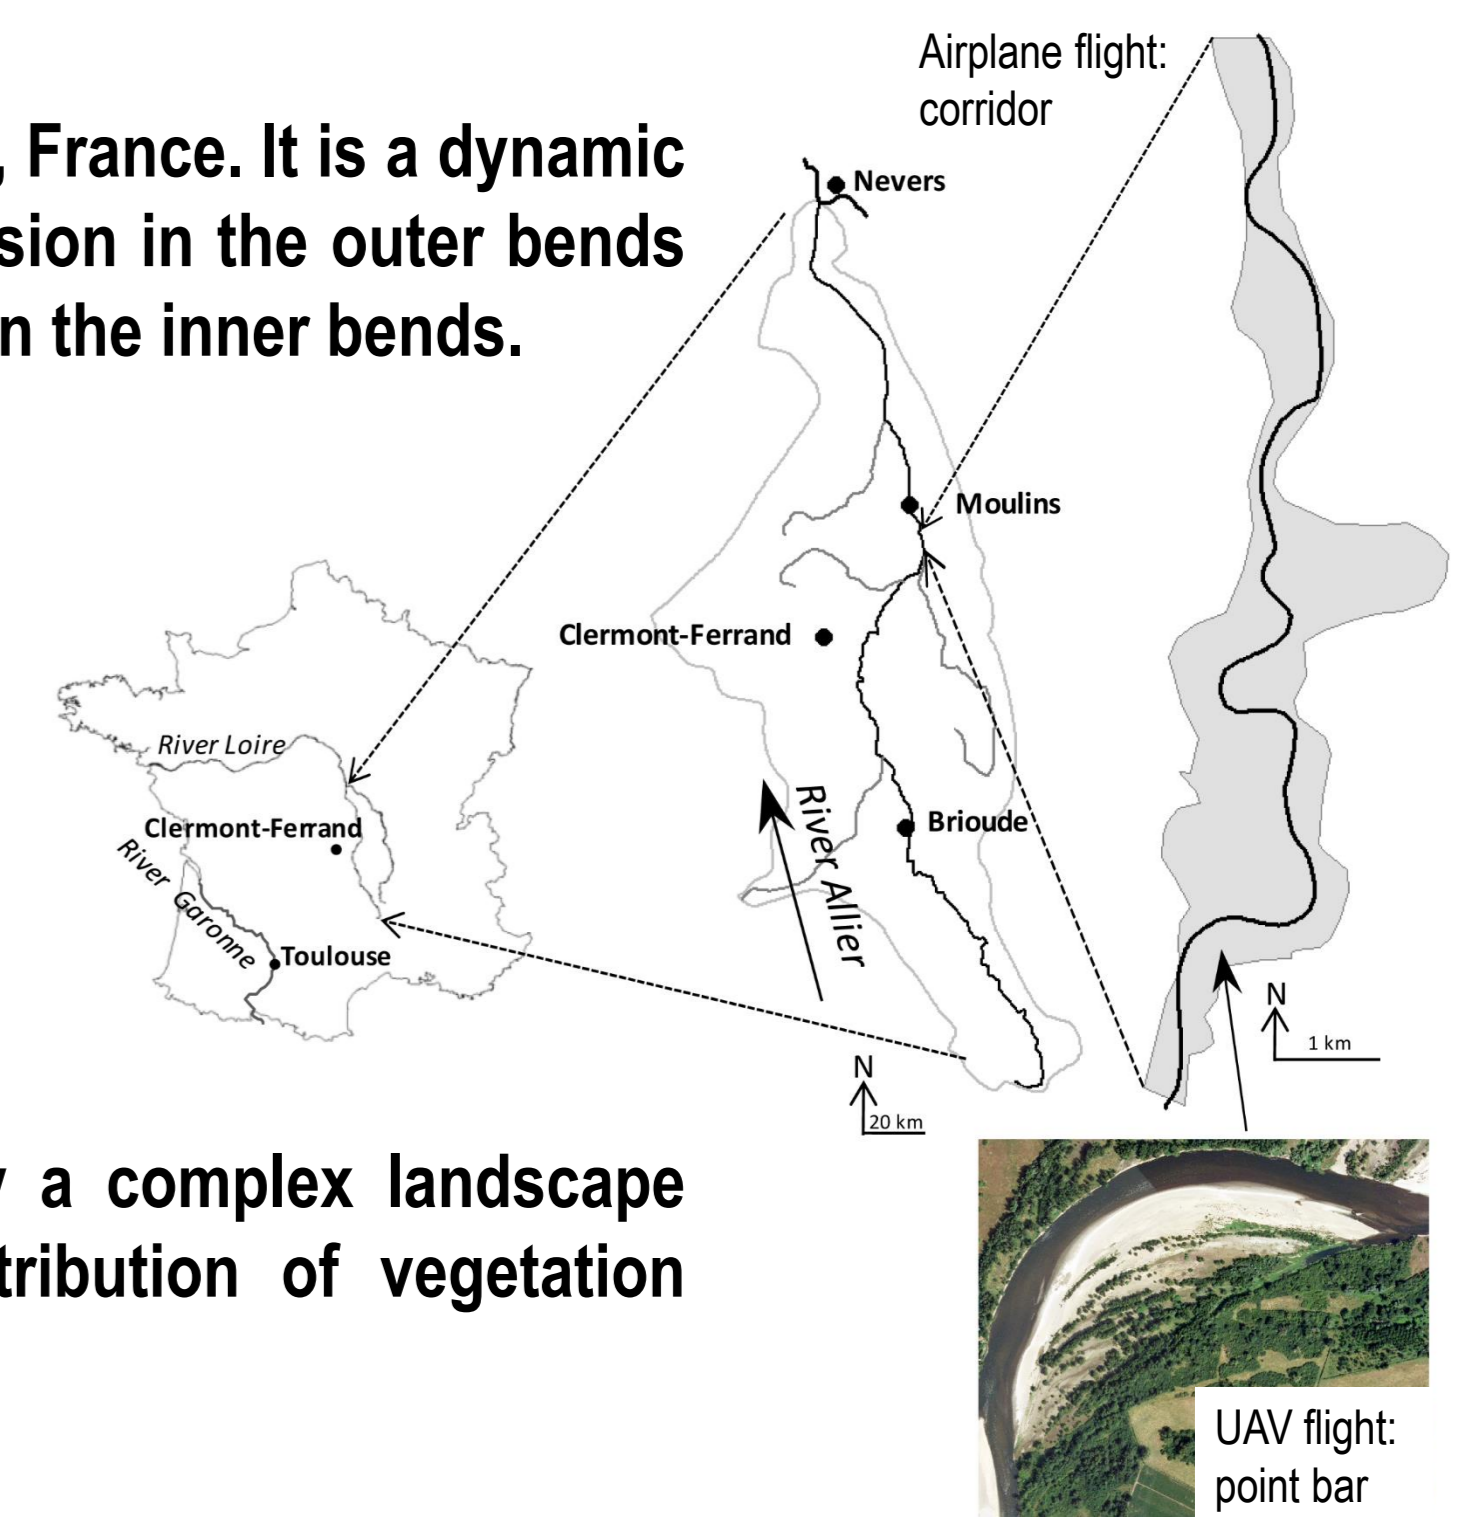 Airplane flight:
corridor
, France. It is a dynamic
sion in the outer bends
n the inner bends.
Nevers
Moulins
Clermont-Ferrand
River Loire
Clermont-Ferrand
River Garonne
Toulouse
River Allier
Brioude
N
20 km
N
1 km
y a complex landscape
tribution of vegetation
UAV flight:
point bar